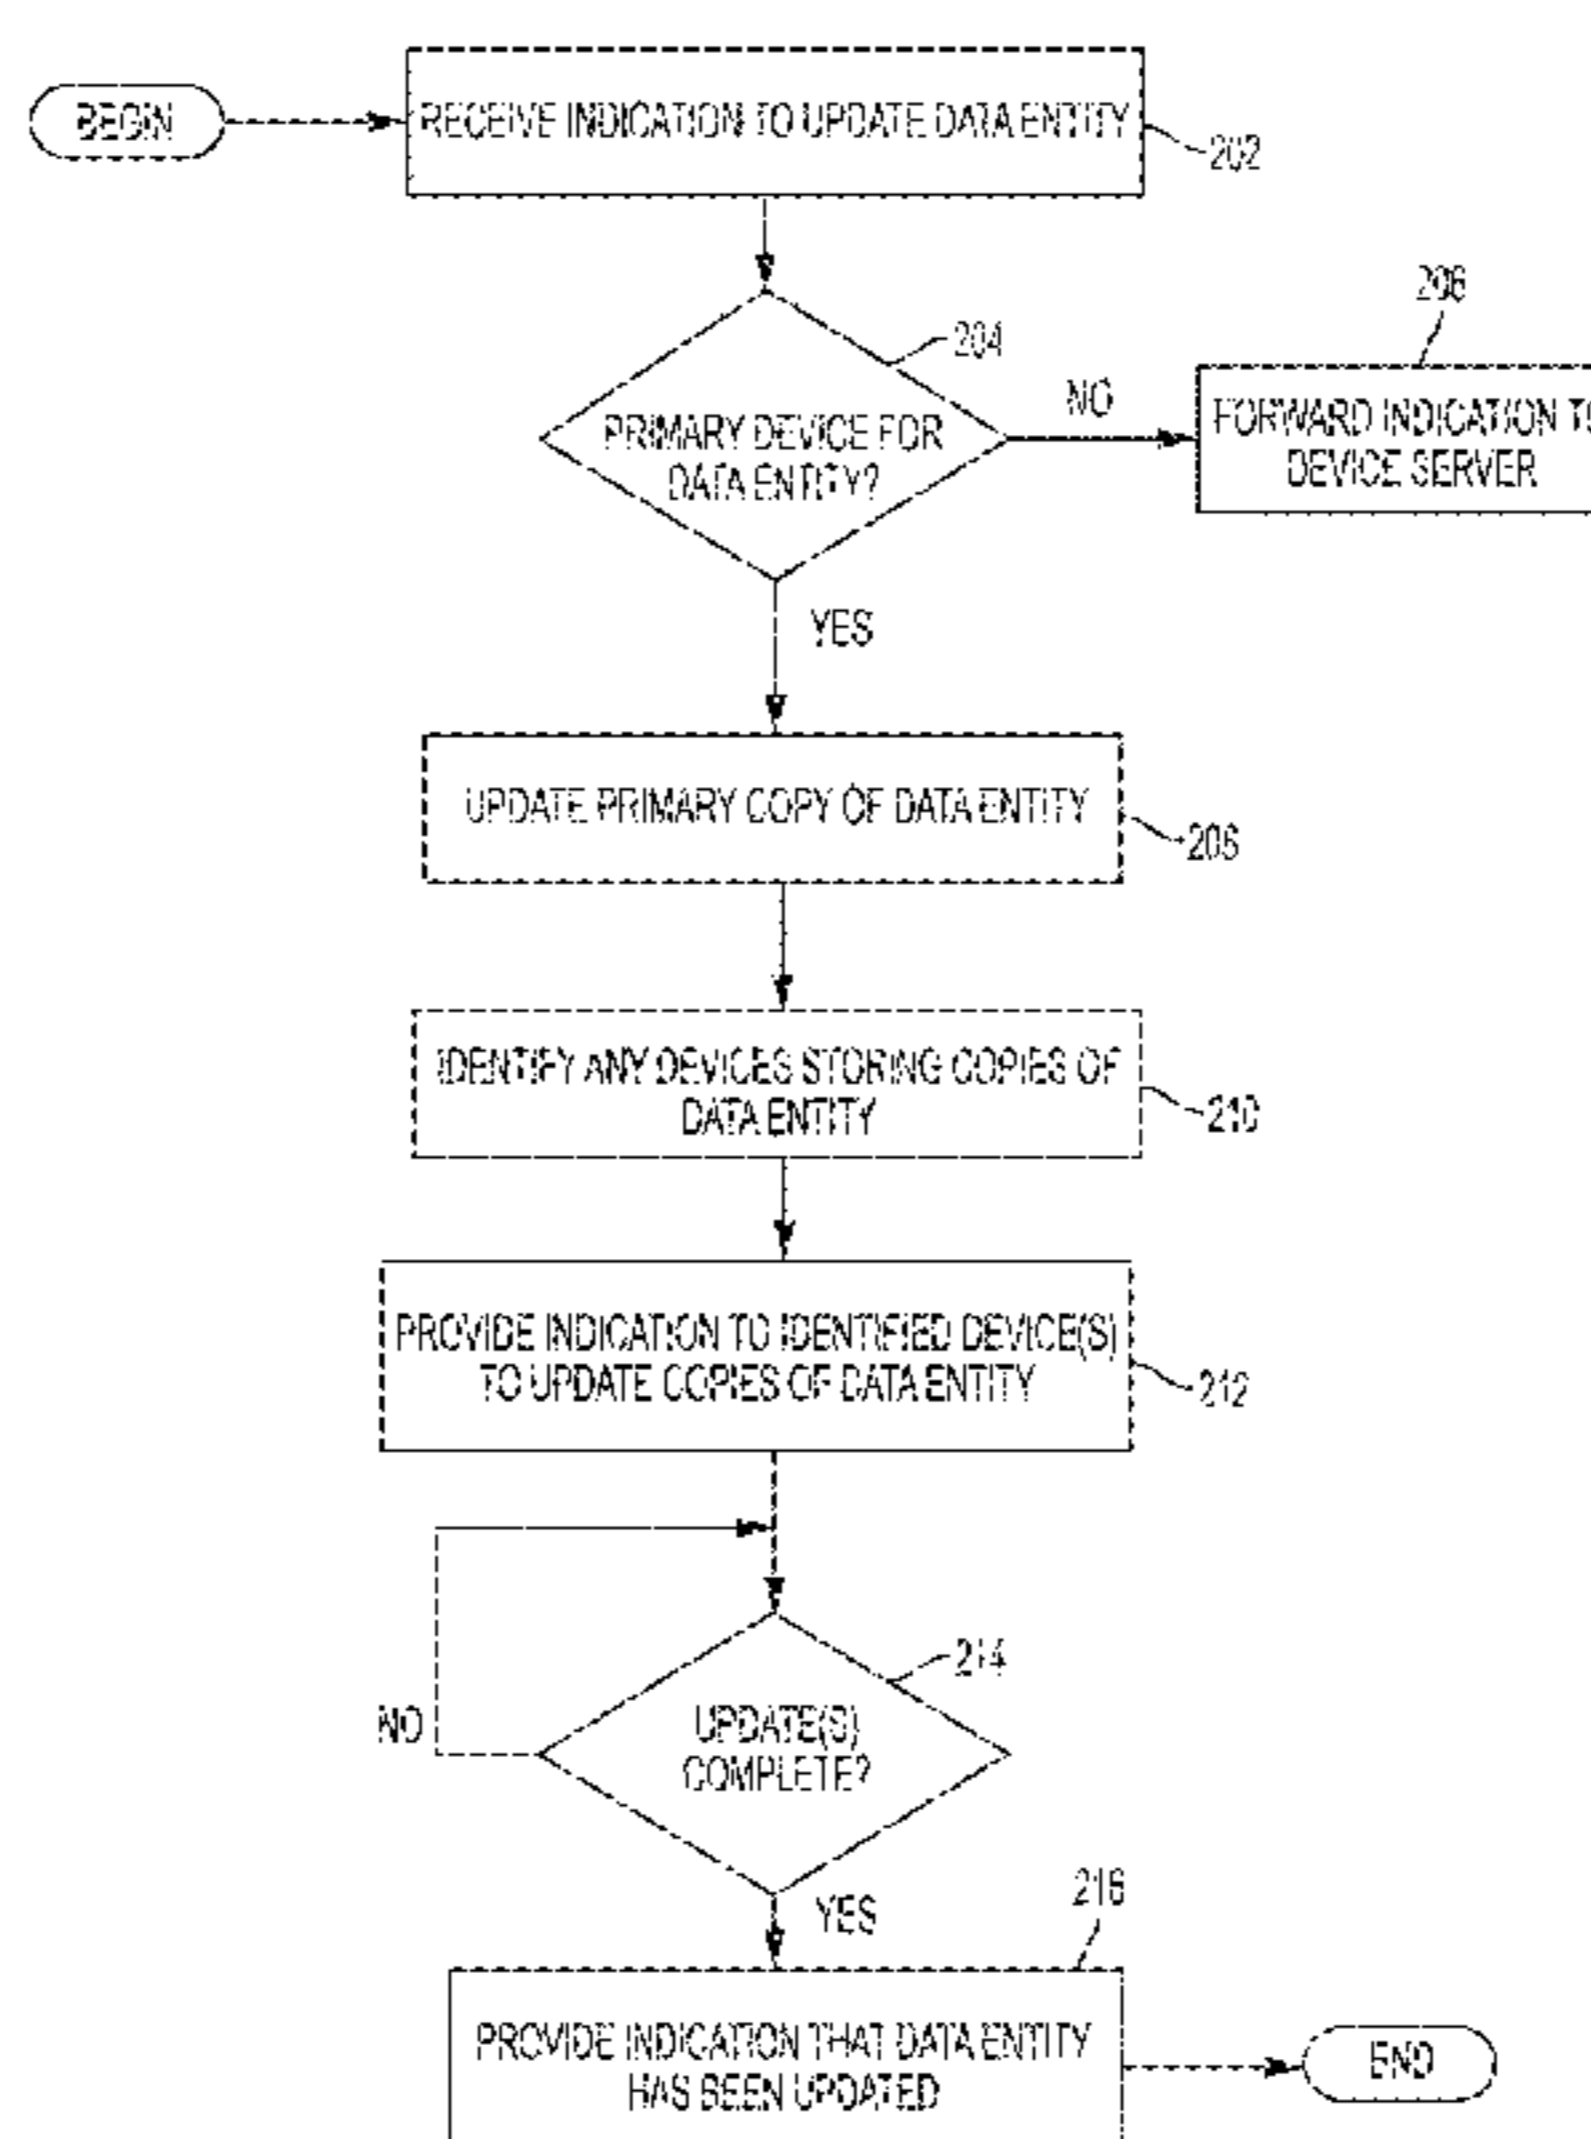 BEGIN
RECEIVE INDICATION TO UPDATE DATA ENTITY
202
204
PRIMARY DEVICE FOR
DATA ENTITY?
NO
206
FORWARD INDICATION TO
DEVICE SERVER
YES
UPDATE PRIMARY COPY OF DATA ENTITY
IDENTIFY ANY DEVICES STORING COPIES OF
DATA ENTITY
210
PROVIDE INDICATION TO IDENTIFIED DEVICE(S)
TO UPDATE COPIES OF DATA ENTITY
212
214
NO
UPDATE(S)
COMPLETE?
YES
216
PROVIDE INDICATION THAT DATA ENTITY
HAS BEEN UPDATED
END